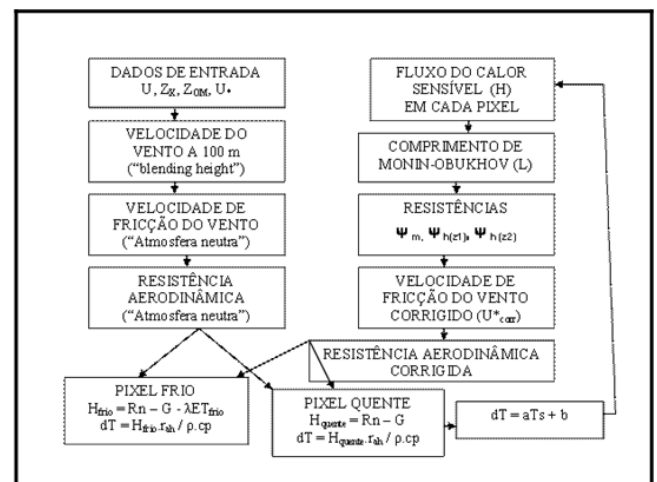 DADOS DE ENTRADA
U, Zx, Z0M, U*
VELOCIDADE DO
VENTO A 100 m
(“blending height”)
VELOCIDADE DE
FRICÇÃO DO VENTO
(“Atmosfera neutra”)
RESISTÊNCIA
AERODINÂMICA
(“Atmosfera neutra”)
PIXEL FRIO
Hfrio = Rn – G - λETfrio
dT = Hfrio.rah / ρ.cp
FLUXO DO CALOR
SENSÍVEL (H)
EM CADA PIXEL
COMPRIMENTO DE
MONIN-OBUKHOV (L)
RESISTÊNCIAS
Ψm, Ψh(z1), Ψh(z2)
VELOCIDADE DE
FRICÇÃO DO VENTO
CORRIGIDO (U*corr)
RESISTÊNCIA AERODINÂMICA
CORRIGIDA
PIXEL QUENTE
Hquente = Rn – G
dT = Hquente.rah / ρ.cp
dT = aTs + b